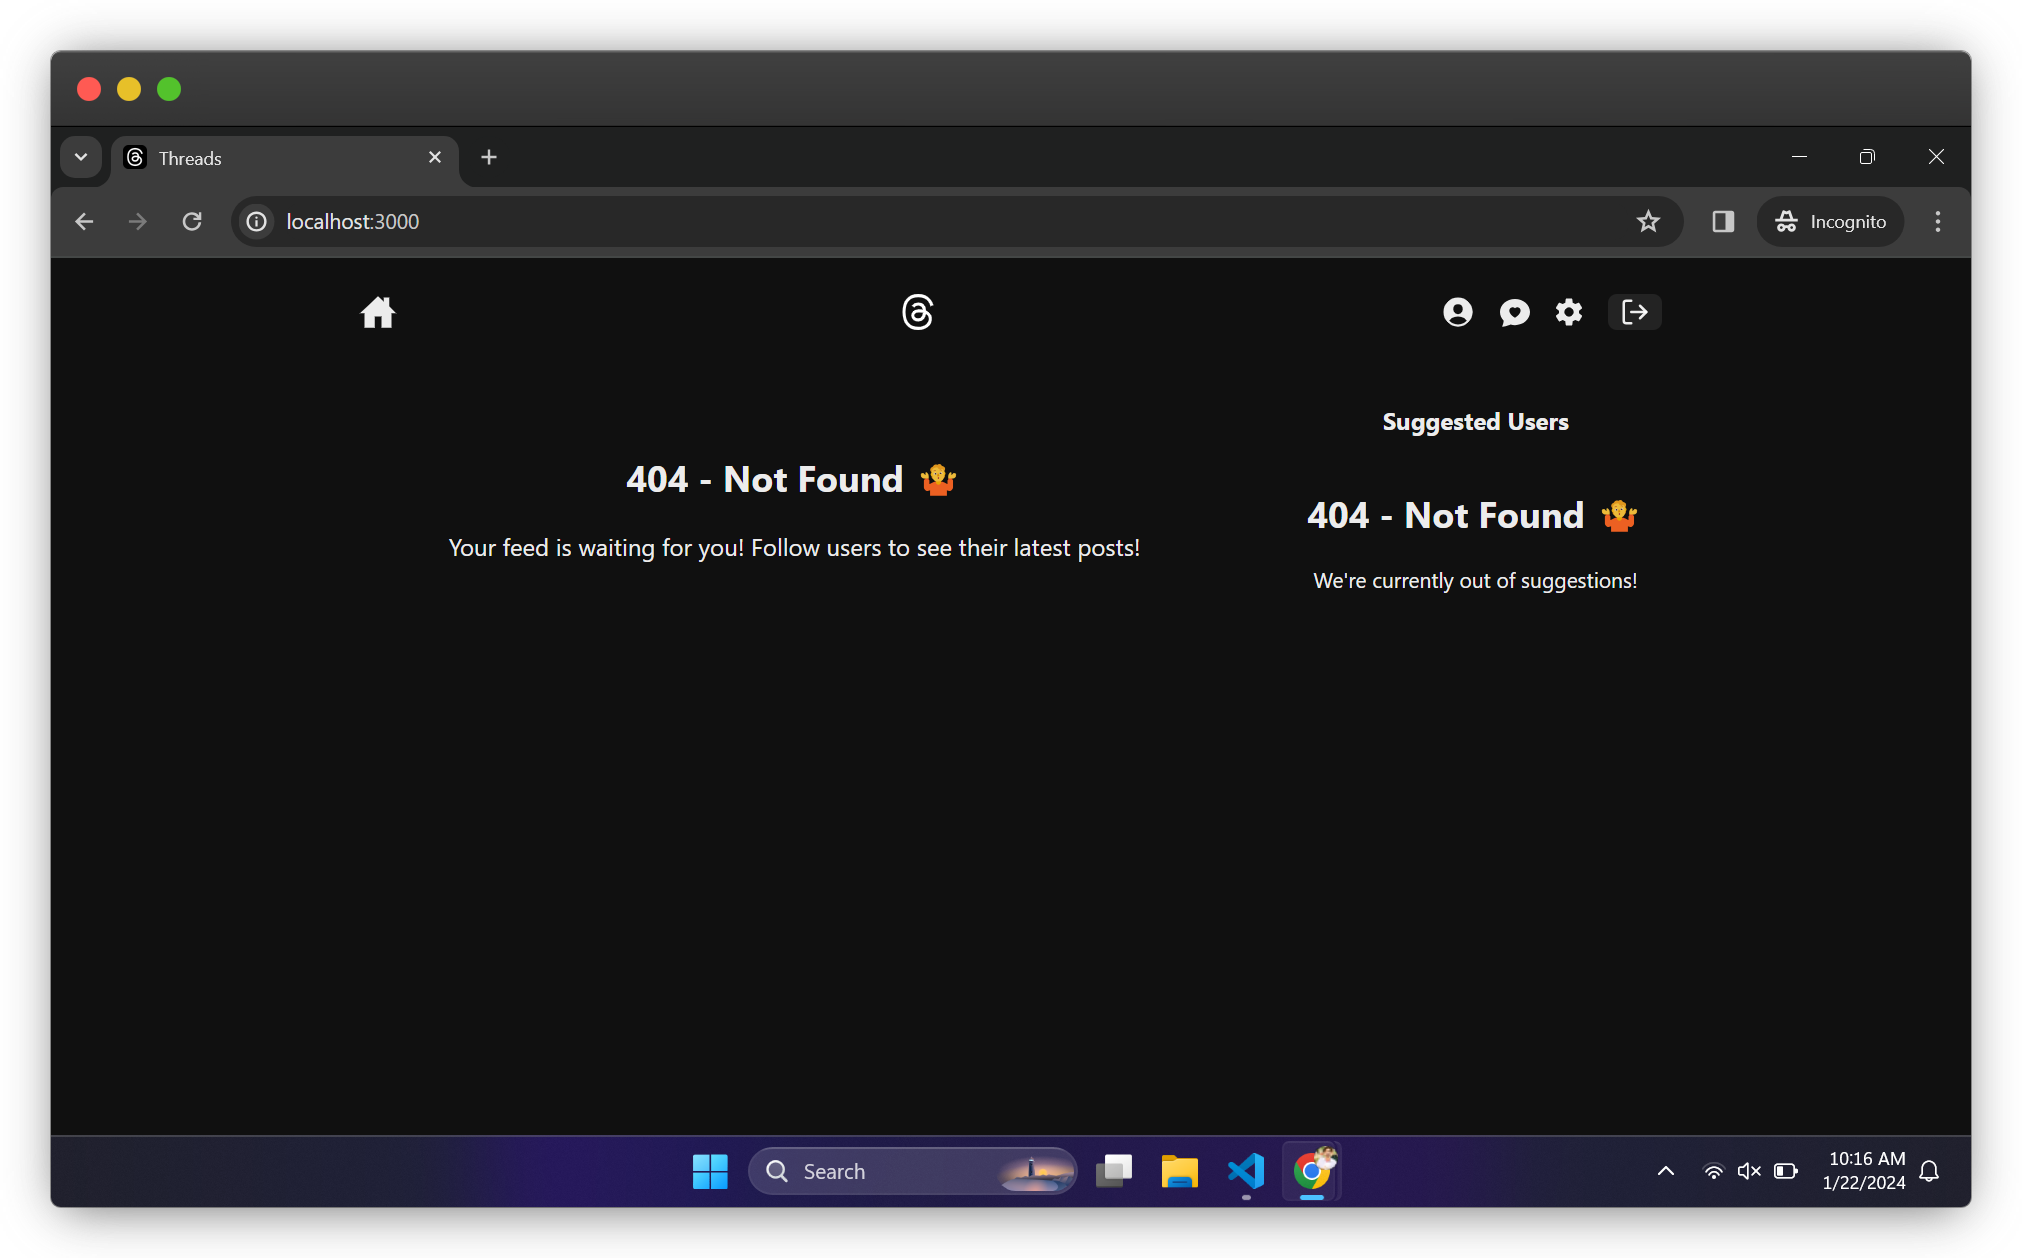 Threads
localhost:3000
Incognito
404 - Not Found 🤷
Your feed is waiting for you! Follow users to see their latest posts!
Suggested Users
404 - Not Found 🤷
We're currently out of suggestions!
Search
10:16 AM
1/22/2024